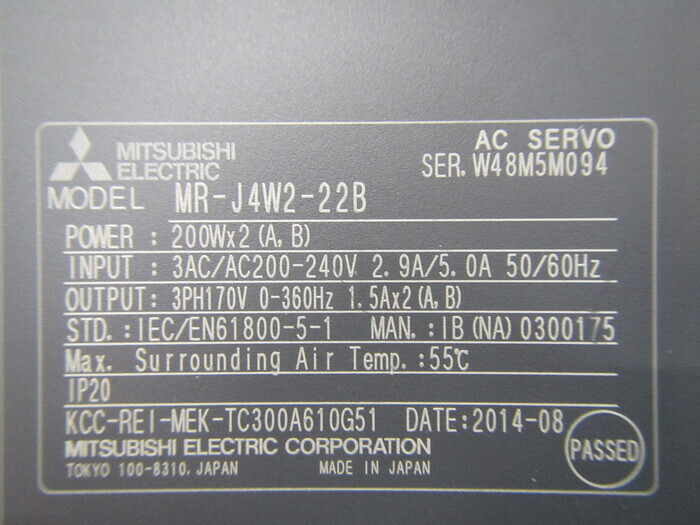 MITSUBISHI ELECTRIC
AC SERVO
SER. W48M5M094
MODEL MR-J4W2-22B
POWER : 200Wx2 (A, B)
INPUT : 3AC/AC200-240V 2.9A/5.0A 50/60Hz
OUTPUT: 3PH170V 0-360Hz 1.5Ax2 (A, B)
STD.: IEC/EN61800-5-1 MAN.: IB (NA) 0300175
Max. Surrounding Air Temp. :55℃
IP20
KCC-REI-MEK-TC300A610G51 DATE: 2014-08
MITSUBISHI ELECTRIC CORPORATION
TOKYO 100-8310, JAPAN MADE IN JAPAN
PASSED